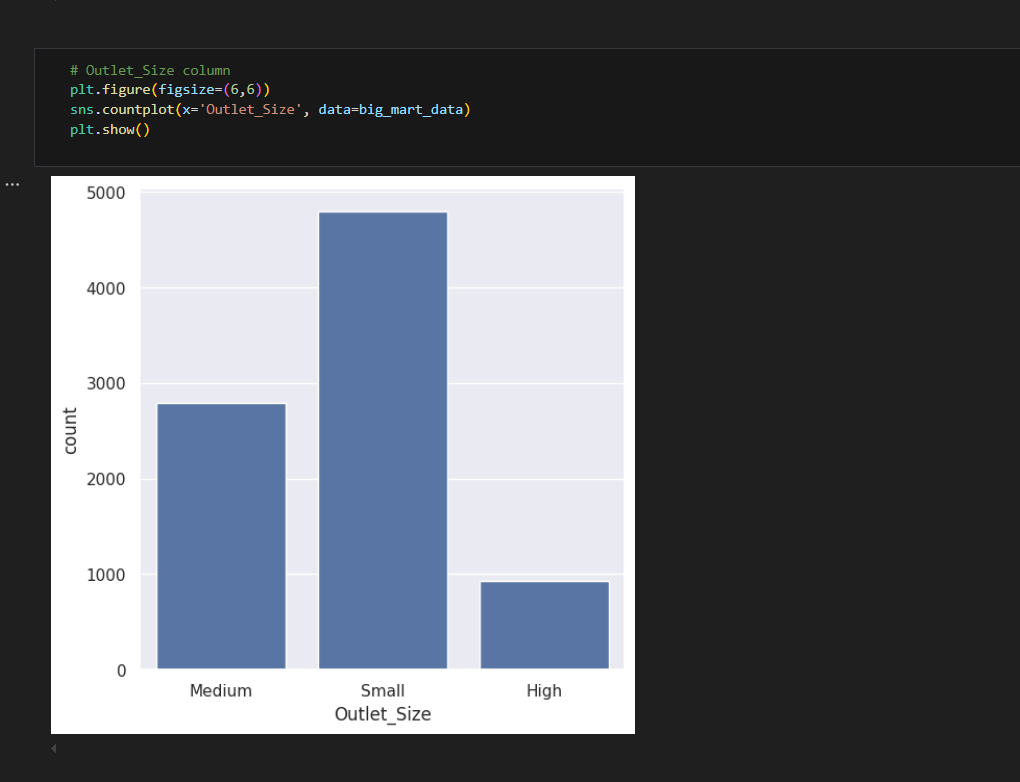 # Outlet_Size column
plt.figure(figsize=(6,6))
sns.countplot(x='Outlet_Size', data=big_mart_data)
plt.show()
...
5000
4000
3000
2000
1000
0
count
Medium Small High
Outlet_Size